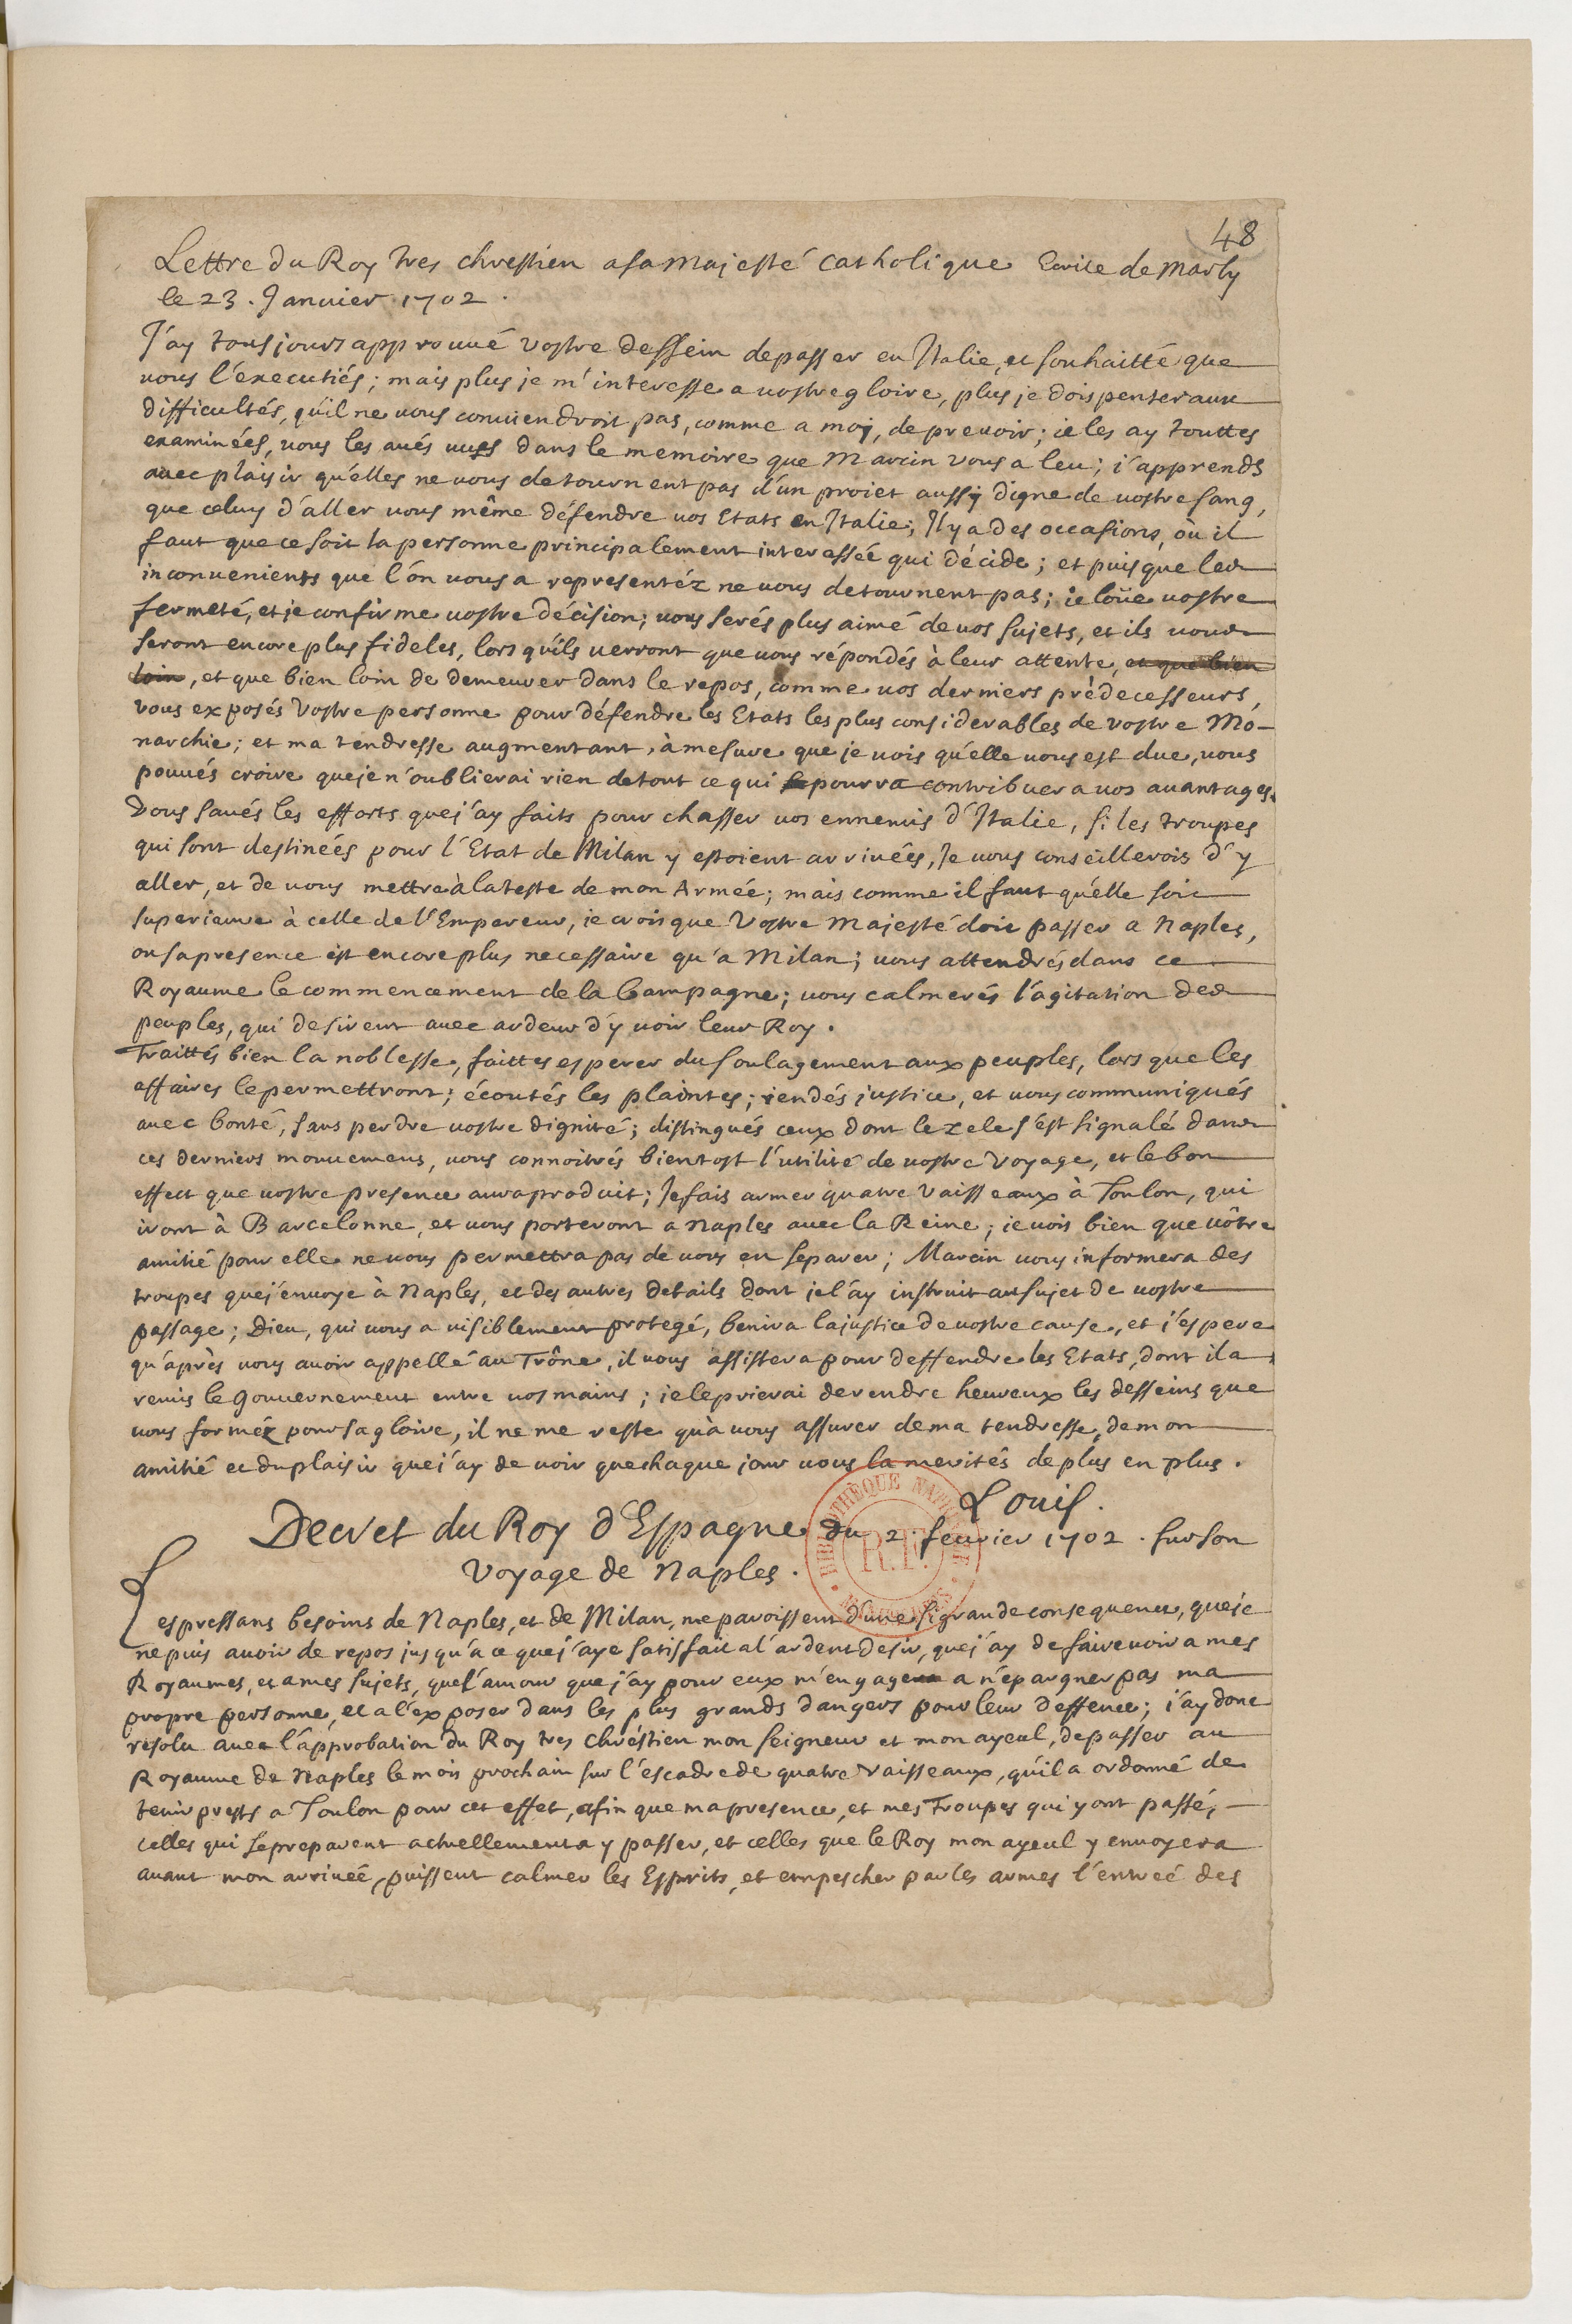 48
Lettre du Roy tres chrestien a sa Majesté catholique Ecrite de Marly
le 23. Janvier 1702.
J'ay tousjours approuué vostre dessein de passer en Italie, et souhaitté que
vous l'executiés; mais plus je m'interesse a vostre gloire, plus je dois penser aux
difficultés, qu'il ne vous conviendroit pas, comme a moy, de prevoir; je les ay touttes
examinées, vous les avés vues dans le memoire que Marcin vous a leu; j'apprends
avec plaisir qu'elles ne vous detournent pas d'un projet aussy digne de vostre sang,
que celuy d'aller vous même défendre vos Etats en Italie; Il y a des occasions, où il
faut que ce soit la personne principalement interessée qui décide; et puisque les
inconvenients que l'on vous a representéz ne vous detournent pas; je loüe vostre
fermeté, et je confirme vostre décision; vous serés plus aimé de vos sujets, et ils vous
seront encore plus fideles, lors qu'ils verront que vous répondés à leur attente, et que bien
loin, et que bien loin de demeurer dans le repos, comme vos derniers prèdecesseurs,
vous exposés vostre personne pour défendre les Etats les plus considerables de vostre Mo-
narchie; et ma tendresse augmentant, à mesure que je vois qu'elle vous est due, vous
pouués croire que je n'oublierai rien de tout ce qui pourra contribuer a vos avantages.
Vous savés les efforts que j'ay faits pour chasser vos ennemis d'Italie, si les troupes
qui sont destinées pour l'Etat de Milan y estoient arrivées, Je vous conseillerois d'y
aller, et de vous mettre à la teste de mon Armée; mais comme il faut qu'elle soit
superieure à celle de l'Empereur, je crois que Vostre Majesté doit passer a Naples,
ou sa presence est encore plus necessaire qu'a Milan; vous attendrés dans ce
Royaume le commencement de la Campagne; vous calmerés l'agitation des
peuples, qui desirent avec ardeur d'y voir leur Roy.
Traittés bien la noblesse, faittes esperer du soulagement aux peuples, lors que les
affaires le permettront; écoutés les plaintes; rendés justice, et vous communiqués
avec bonté, sans perdre vostre dignité; distingués ceux dont le zele s'est signalé dans
ces derniers mouvemens, vous connoitrés bientost l'utilité de vostre Voyage, et le bon
effect que vostre presence aura produit; Je fais armer quatre Vaisseaux à Toulon, qui
iront à Barcelonne, et vous porteront a Naples avec la Reine; je vois bien que vôtre
amitié pour elle ne vous permettra pas de vous en separer; Marcin vous informera des
troupes que j'envoye à Naples, et des autres details dont je l'ay instruit au sujet de vostre
passage; Dieu, qui vous a visiblement protegé, benira la justice de vostre cause, et j'espere
qu'après vous avoir appellé au Trône, il vous assistera pour deffendre les Etats, dont il a
remis le Gouvernement entre vos mains; je le prierai de rendre heureux les desseins que
vous forméz pour sa gloire, il ne me reste qu'à vous assurer de ma tendresse, de mon
amitié et du plaisir que j'ay de voir que chaque jour vous la merités de plus en plus.
Louis.
Decret du Roy d'Espagne du 2. fevrier 1702. sur son
Voyage de Naples.
Les pressans besoins de Naples, et de Milan, me paroissent d'une si grande consequence, que je
ne puis avoir de repos jusqu'à ce que j'aye satisfait a l'ardent desir, que j'ay de faire voir a mes
Royaumes, et a mes sujets, que l'amour que j'ay pour eux m'engage a n'épargner pas ma
propre personne, et a l'exposer dans les plus grands dangers pour leur deffence; j'ay donc
resolu avec l'approbation du Roy tres Chréstien mon seigneur et mon ayeul, de passer au
Royaume de Naples le mois prochain sur l'escadre de quatre Vaisseaux, qu'il a ordonné de
tenir prests a Toulon pour cet effet, afin que ma presence, et mes Troupes qui y ont passé,
celles qui se preparent actuellement a y passer, et celles que le Roy mon ayeul y envoyera
avant mon arrivéé, puissent calmer les Esprits, et empescher par les armes l'entreé des
BIBLIOTHÈQUE NATIONALE
R.F.